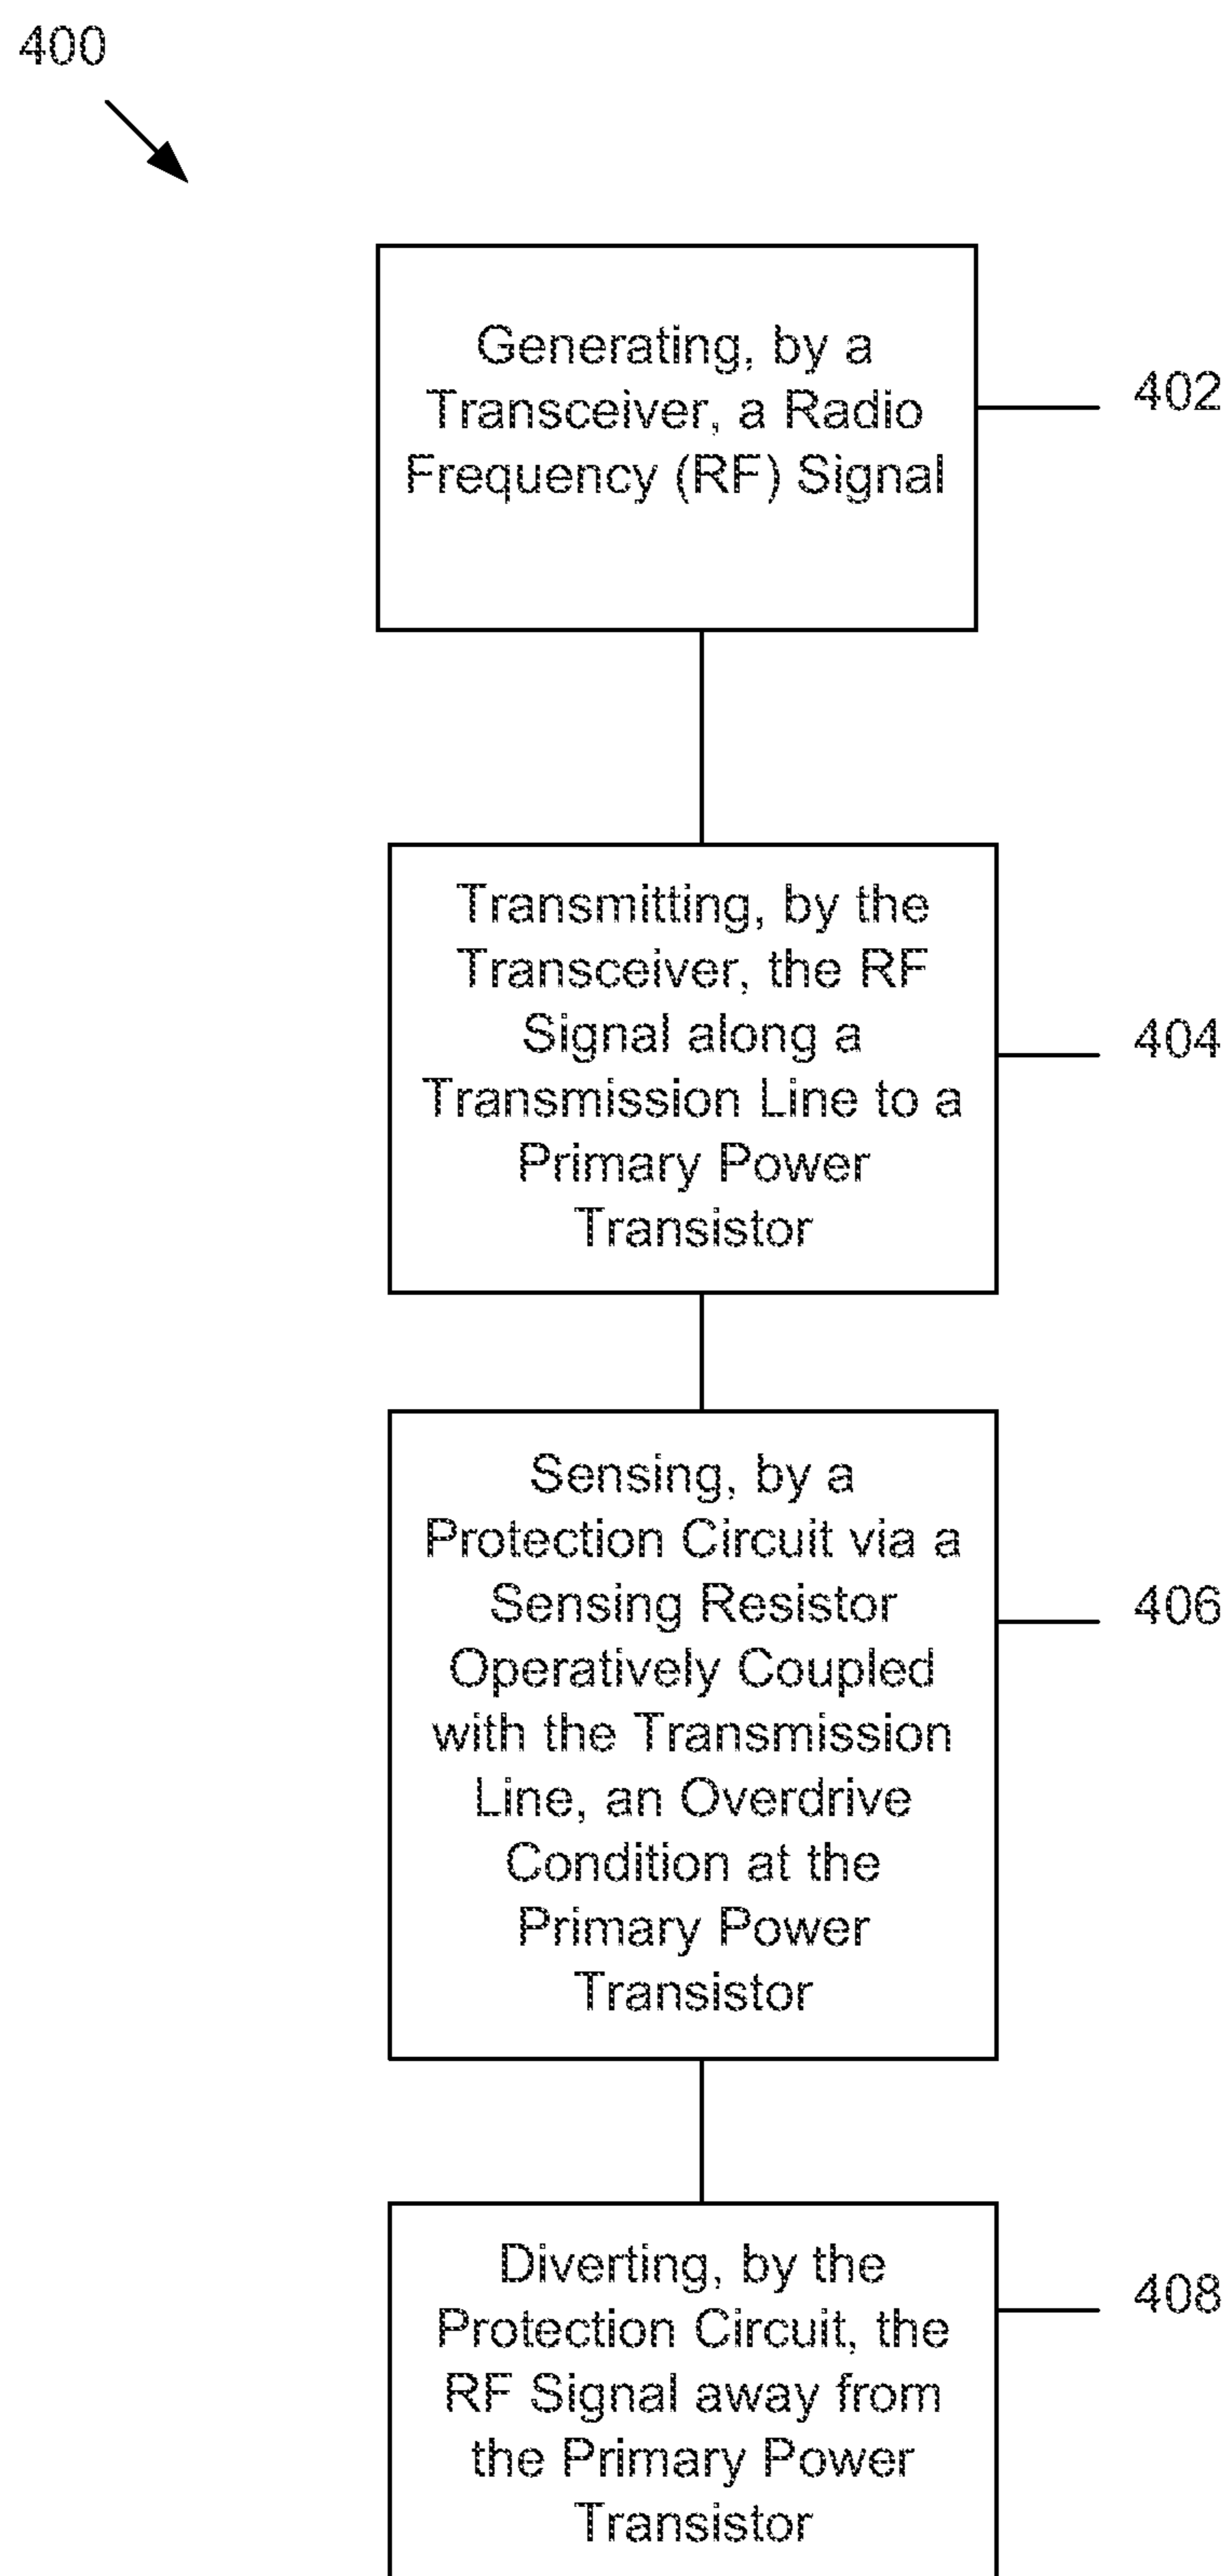 400
Generating, by a
Transceiver, a Radio
Frequency (RF) Signal
402
Transmitting, by the
Transceiver, the RF
Signal along a
Transmission Line to a
Primary Power
Transistor
404
Sensing, by a
Protection Circuit via a
Sensing Resistor
Operatively Coupled
with the Transmission
Line, an Overdrive
Condition at the
Primary Power
Transistor
406
Diverting, by the
Protection Circuit, the
RF Signal away from
the Primary Power
Transistor
408